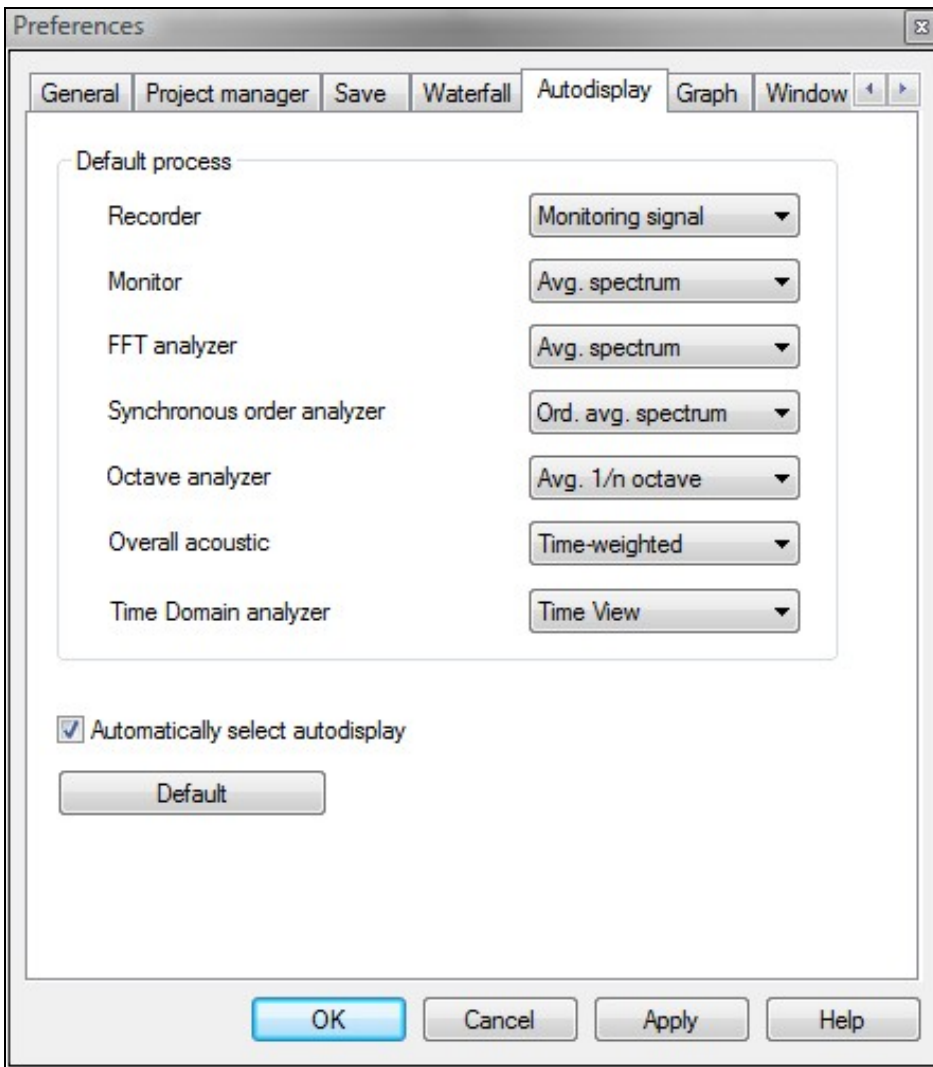 Preferences
General Project manager Save Waterfall Autodisplay Graph Window
Default process
Recorder Monitoring signal
Monitor Avg. spectrum
FFT analyzer Avg. spectrum
Synchronous order analyzer Ord. avg. spectrum
Octave analyzer Avg. 1/n octave
Overall acoustic Time-weighted
Time Domain analyzer Time View
Automatically select autodisplay
Default
OK Cancel Apply Help